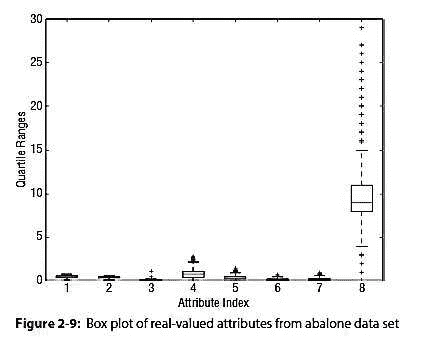 30
25
20
15
10
5
0
Quartile Ranges
1 2 3 4 5 6 7 8
Attribute Index
Figure 2-9: Box plot of real-valued attributes from abalone data set